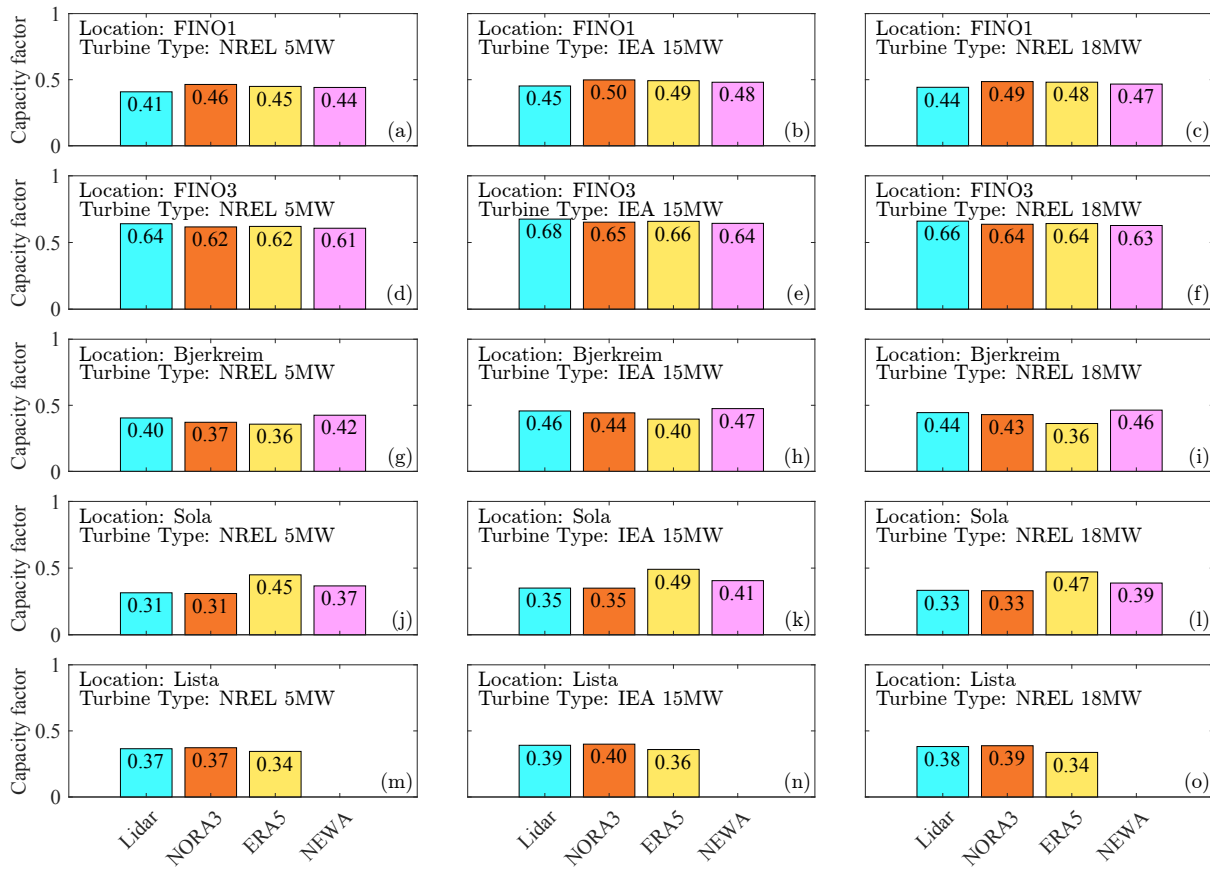 Capacity factor
1
0.5
0
Location: FINO1
Turbine Type: NREL 5MW
0.41
0.46
0.45
0.44
(a)
Location: FINO1
Turbine Type: IEA 15MW
0.45
0.50
0.49
0.48
(b)
Location: FINO1
Turbine Type: NREL 18MW
0.44
0.49
0.48
0.47
(c)
Capacity factor
1
0.5
0
Location: FINO3
Turbine Type: NREL 5MW
0.64
0.62
0.62
0.61
(d)
Location: FINO3
Turbine Type: IEA 15MW
0.68
0.65
0.66
0.64
(e)
Location: FINO3
Turbine Type: NREL 18MW
0.66
0.64
0.64
0.63
(f)
Capacity factor
1
0.5
0
Location: Bjerkreim
Turbine Type: NREL 5MW
0.40
0.37
0.36
0.42
(g)
Location: Bjerkreim
Turbine Type: IEA 15MW
0.46
0.44
0.40
0.47
(h)
Location: Bjerkreim
Turbine Type: NREL 18MW
0.44
0.43
0.36
0.46
(i)
Capacity factor
1
0.5
0
Location: Sola
Turbine Type: NREL 5MW
0.31
0.31
0.45
0.37
(j)
Location: Sola
Turbine Type: IEA 15MW
0.35
0.35
0.49
0.41
(k)
Location: Sola
Turbine Type: NREL 18MW
0.33
0.33
0.47
0.39
(l)
Capacity factor
1
0.5
0
Location: Lista
Turbine Type: NREL 5MW
0.37
0.37
0.34
(m)
Location: Lista
Turbine Type: IEA 15MW
0.39
0.40
0.36
(n)
Location: Lista
Turbine Type: NREL 18MW
0.38
0.39
0.34
(o)
Lidar
NORA3
ERA5
NEWA
Lidar
NORA3
ERA5
NEWA
Lidar
NORA3
ERA5
NEWA